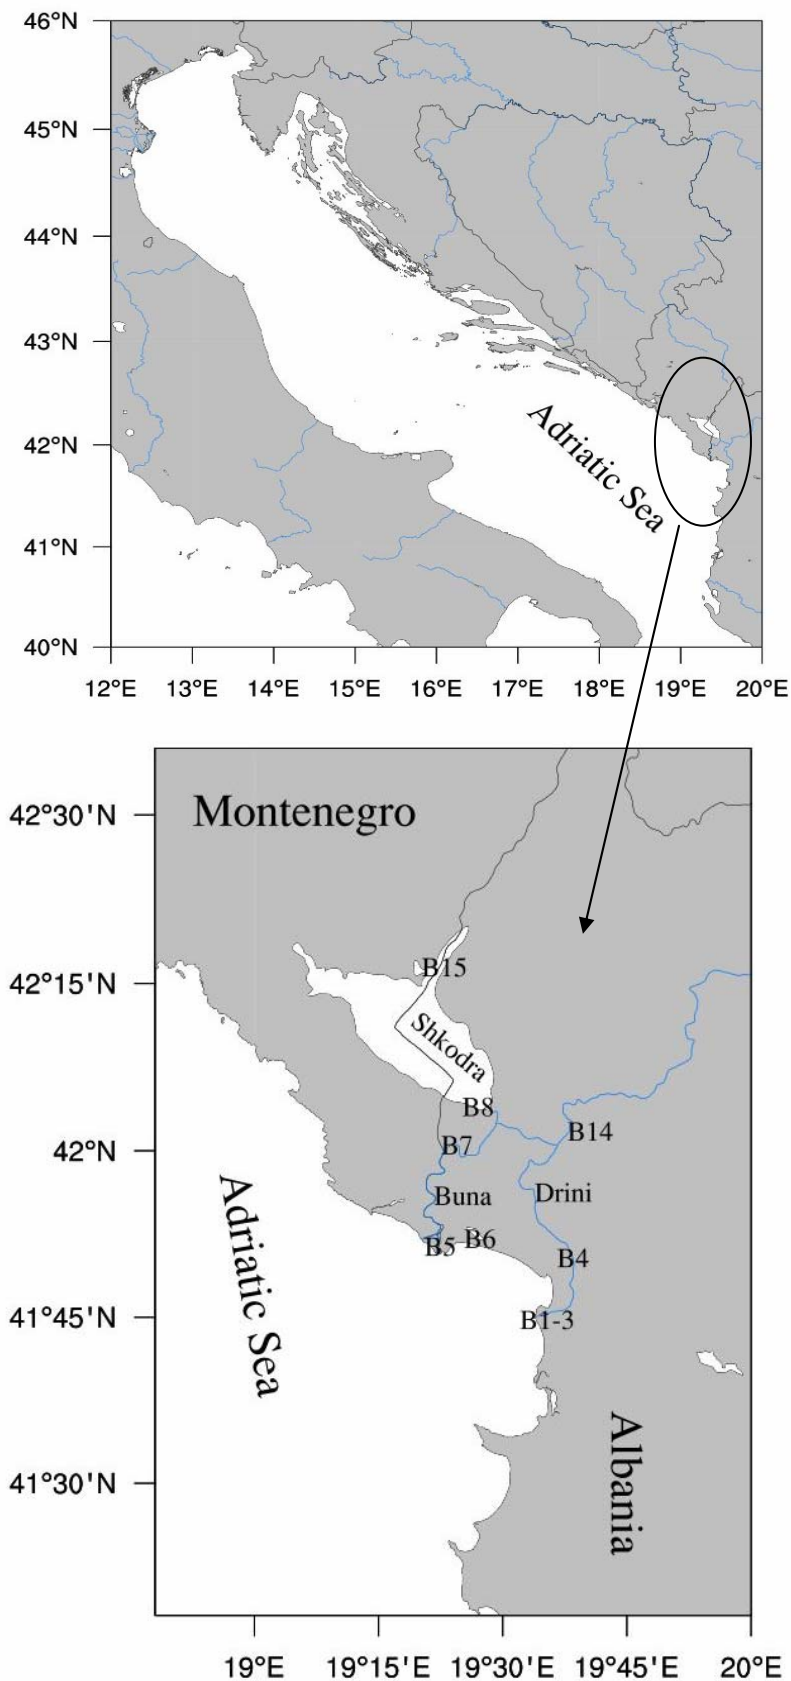 46°N
45°N
44°N
43°N
42°N
41°N
40°N
Adriatic Sea
12°E 13°E 14°E 15°E 16°E 17°E 18°E 19°E 20°E
42°30'N
Montenegro
42°15'N
B15
Shkodra
B8
B14
42°N
B7
Buna
Drini
Adriatic Sea
B5
B6
B4
41°45'N
B1-3
Albania
41°30'N
19°E 19°15'E 19°30'E 19°45'E 20°E